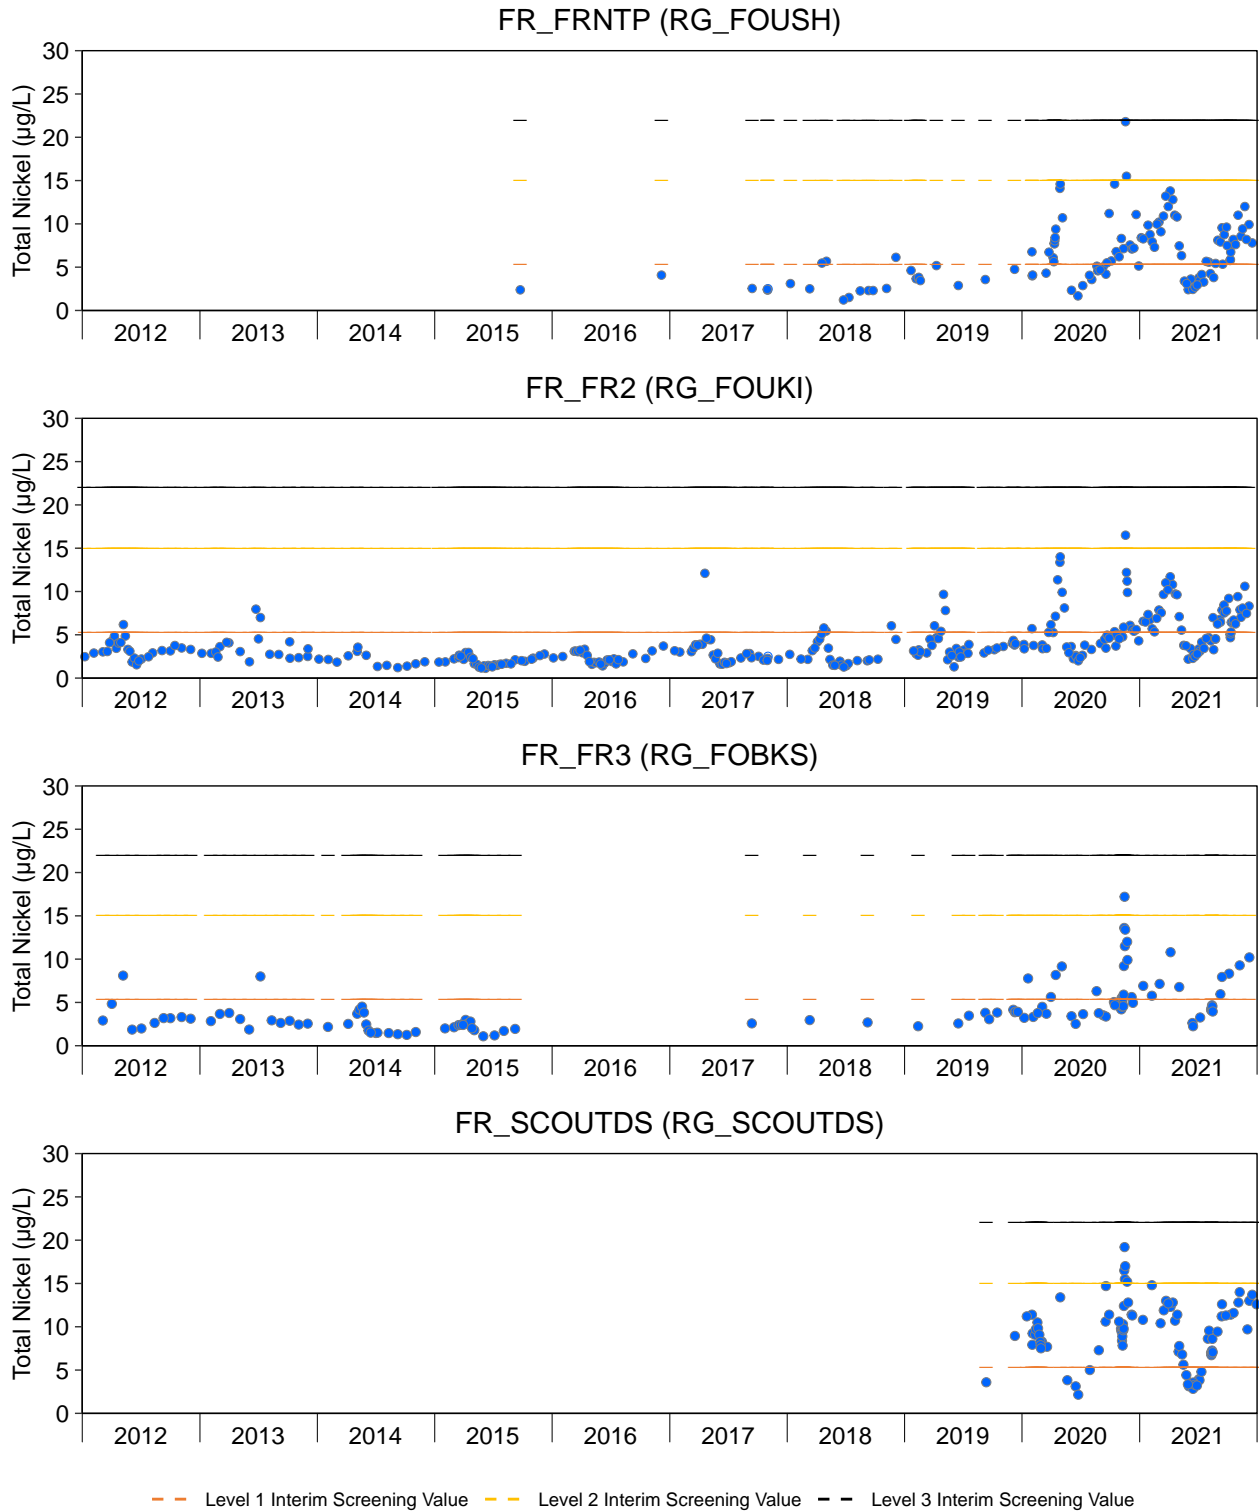 FR_FRNTP (RG_FOUSH)
Total Nickel (µg/L)
30
25
20
15
10
5
0
2012 2013 2014 2015 2016 2017 2018 2019 2020 2021
FR_FR2 (RG_FOUKI)
Total Nickel (µg/L)
30
25
20
15
10
5
0
2012 2013 2014 2015 2016 2017 2018 2019 2020 2021
FR_FR3 (RG_FOBKS)
Total Nickel (µg/L)
30
25
20
15
10
5
0
2012 2013 2014 2015 2016 2017 2018 2019 2020 2021
FR_SCOUTDS (RG_SCOUTDS)
Total Nickel (µg/L)
30
25
20
15
10
5
0
2012 2013 2014 2015 2016 2017 2018 2019 2020 2021
Level 1 Interim Screening Value Level 2 Interim Screening Value Level 3 Interim Screening Value